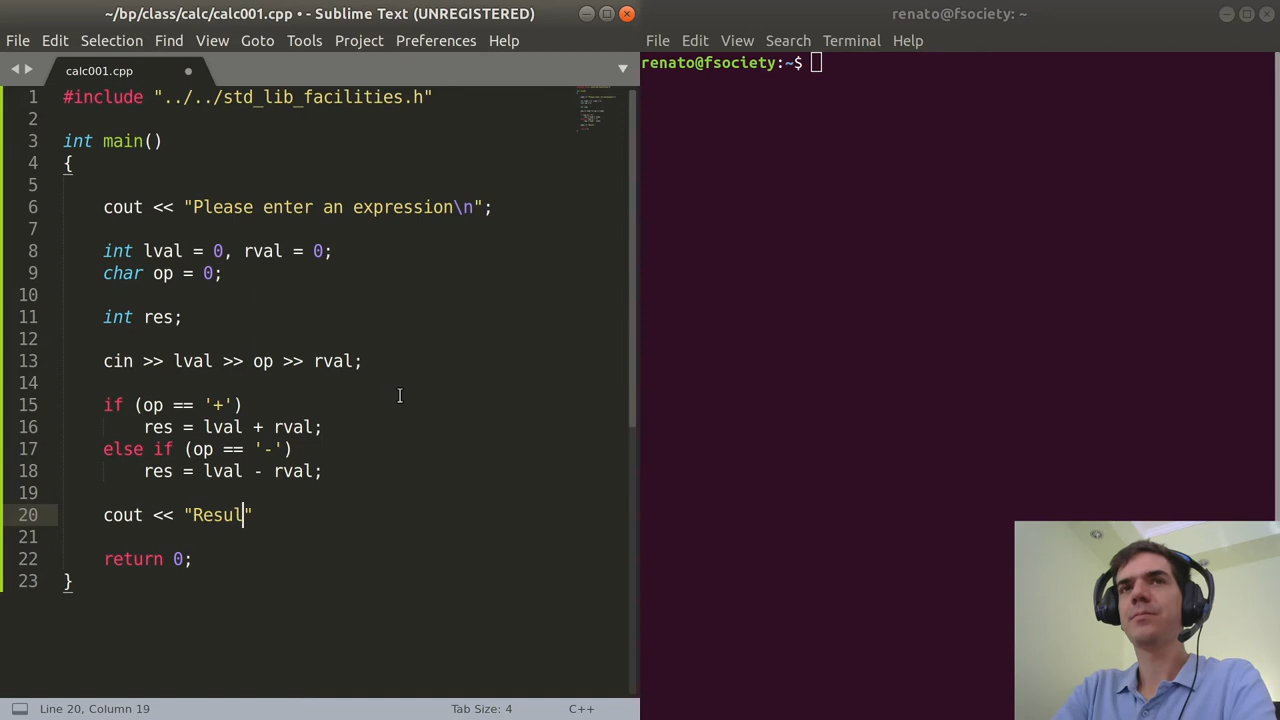 ~/bp/class/calc/calc001.cpp • - Sublime Text (UNREGISTERED)
File Edit Selection Find View Goto Tools Project Preferences Help
calc001.cpp
1 #include "../../std_lib_facilities.h"
2
3 int main()
4 {
5
6 cout << "Please enter an expression\n";
7
8 int lval = 0, rval = 0;
9 char op = 0;
10
11 int res;
12
13 cin >> lval >> op >> rval;
14
15 if (op == '+')
16 res = lval + rval;
17 else if (op == '-')
18 res = lval - rval;
19
20 cout << "Resul"
21
22 return 0;
23 }
Line 20, Column 19 Tab Size: 4 C++
renato@fsociety: ~
File Edit View Search Terminal Help
renato@fsociety:~$